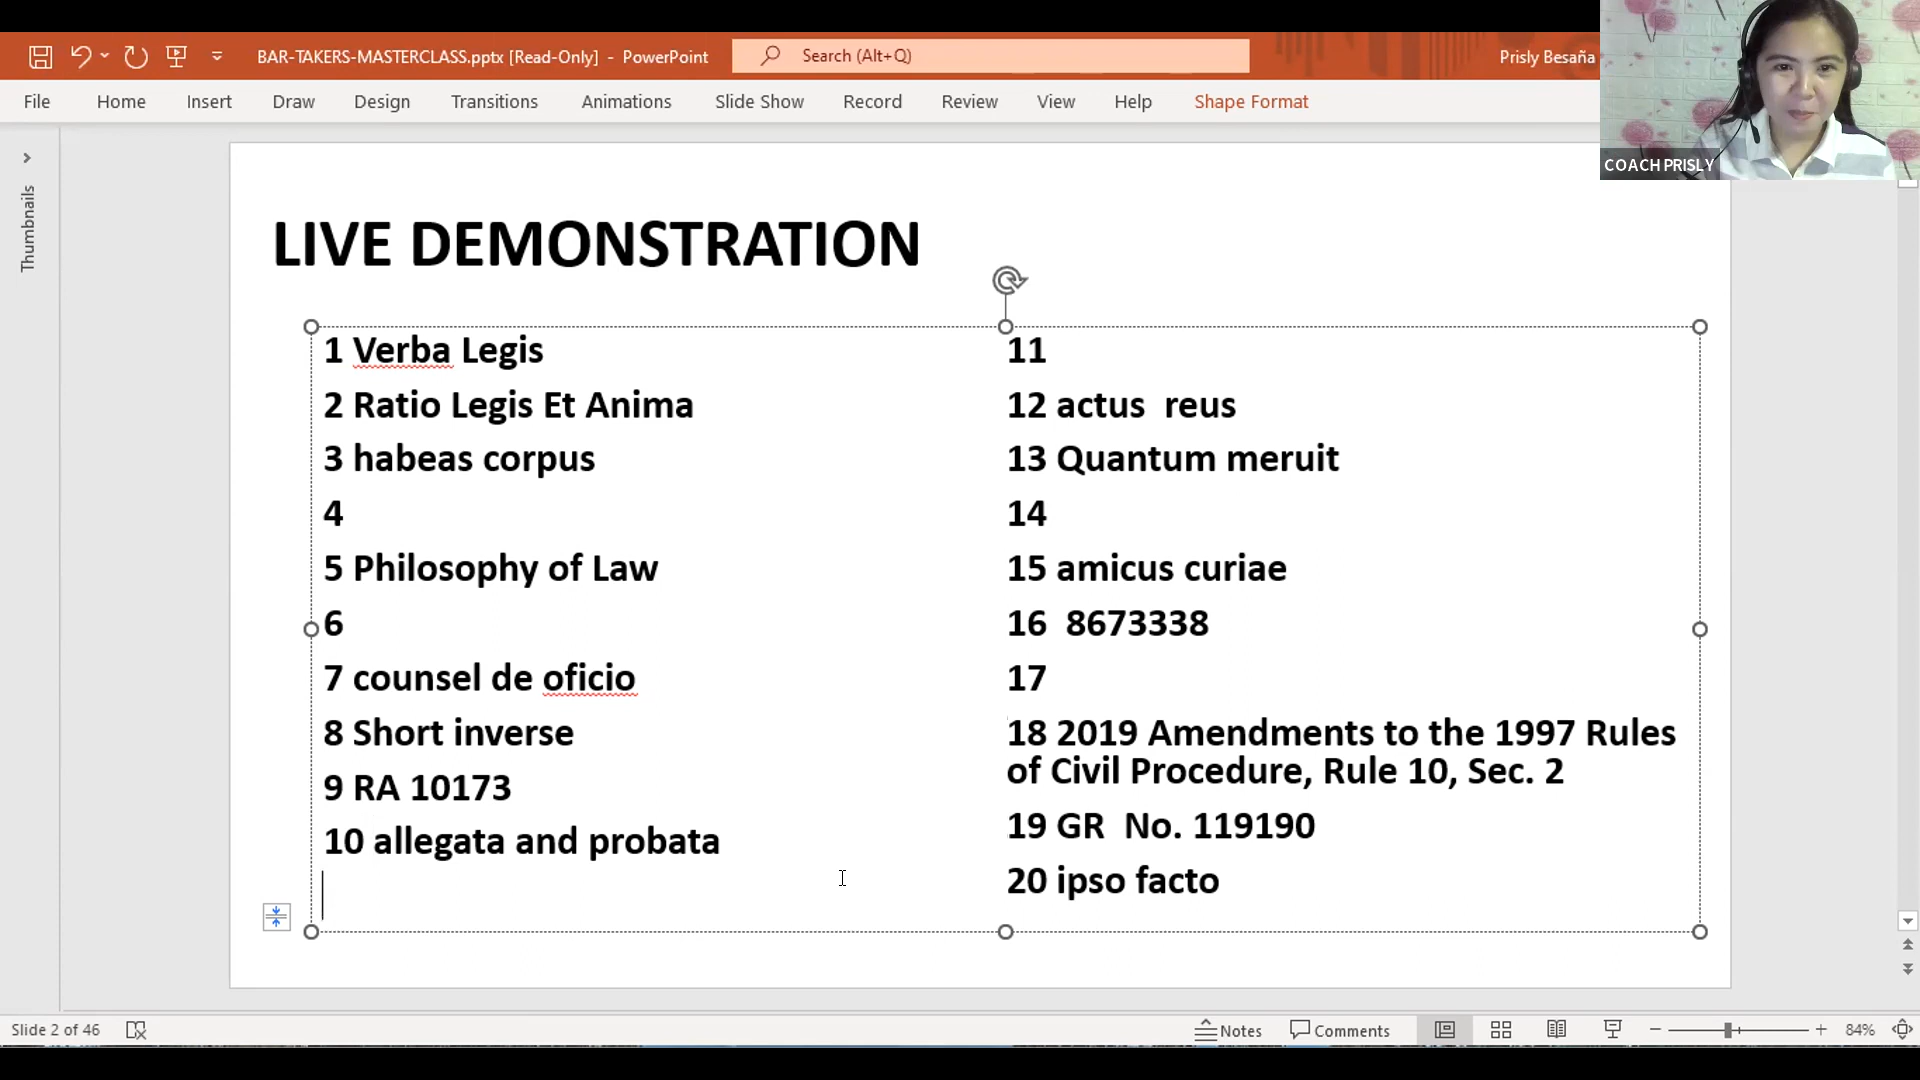 BAR-TAKERS-MASTERCLASS.pptx [Read-Only] - PowerPoint
Search (Alt+Q)
Prisly Besaña
File Home Insert Draw Design Transitions Animations Slide Show Record Review View Help Shape Format
COACH PRISLY
Thumbnails
LIVE DEMONSTRATION
1 Verba Legis
2 Ratio Legis Et Anima
3 habeas corpus
4
5 Philosophy of Law
6
7 counsel de oficio
8 Short inverse
9 RA 10173
10 allegata and probata
11
12 actus  reus
13 Quantum meruit
14
15 amicus curiae
16  8673338
17
18 2019 Amendments to the 1997 Rules
of Civil Procedure, Rule 10, Sec. 2
19 GR  No. 119190
20 ipso facto
Slide 2 of 46
Notes
Comments
84%